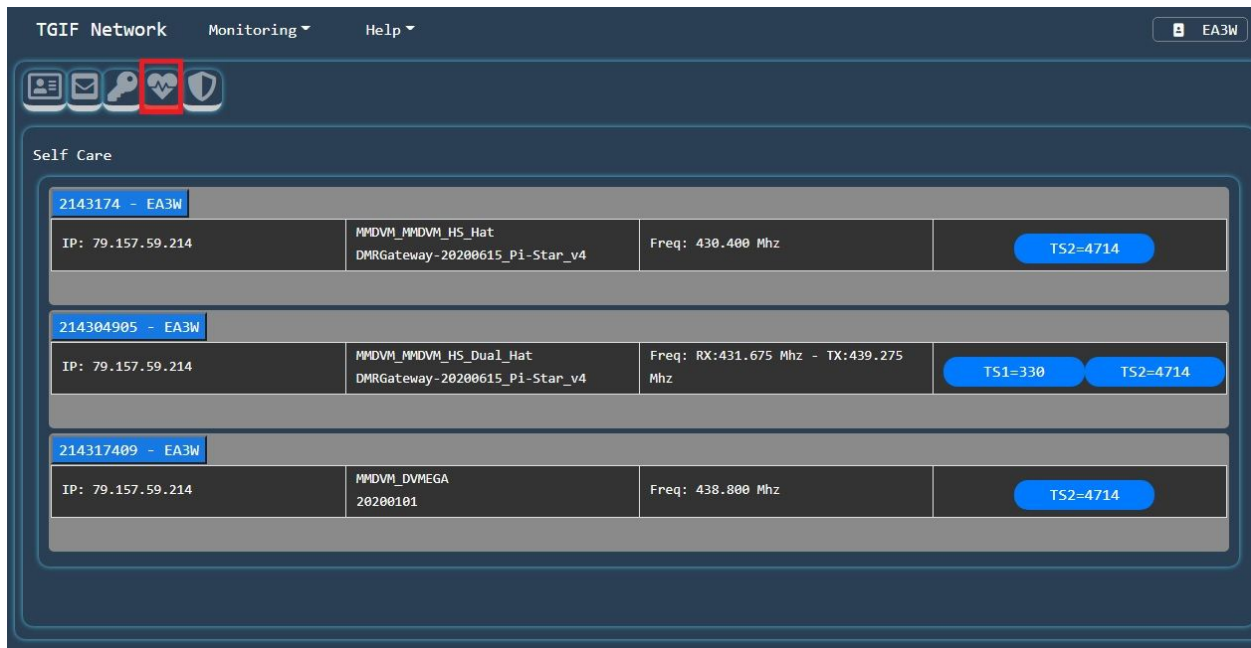 TGIF Network Monitoring Help EA3W
Self Care
2143174 - EA3W
IP: 79.157.59.214
MMDVM_MMDVM_HS_Hat
DMRGateway-20200615_Pi-Star_v4
Freq: 430.400 Mhz
TS2=4714
214304905 - EA3W
IP: 79.157.59.214
MMDVM_MMDVM_HS_Dual_Hat
DMRGateway-20200615_Pi-Star_v4
Freq: RX:431.675 Mhz - TX:439.275
Mhz
TS1=330 TS2=4714
214317409 - EA3W
IP: 79.157.59.214
MMDVM_DVMEGA
20200101
Freq: 438.800 Mhz
TS2=4714